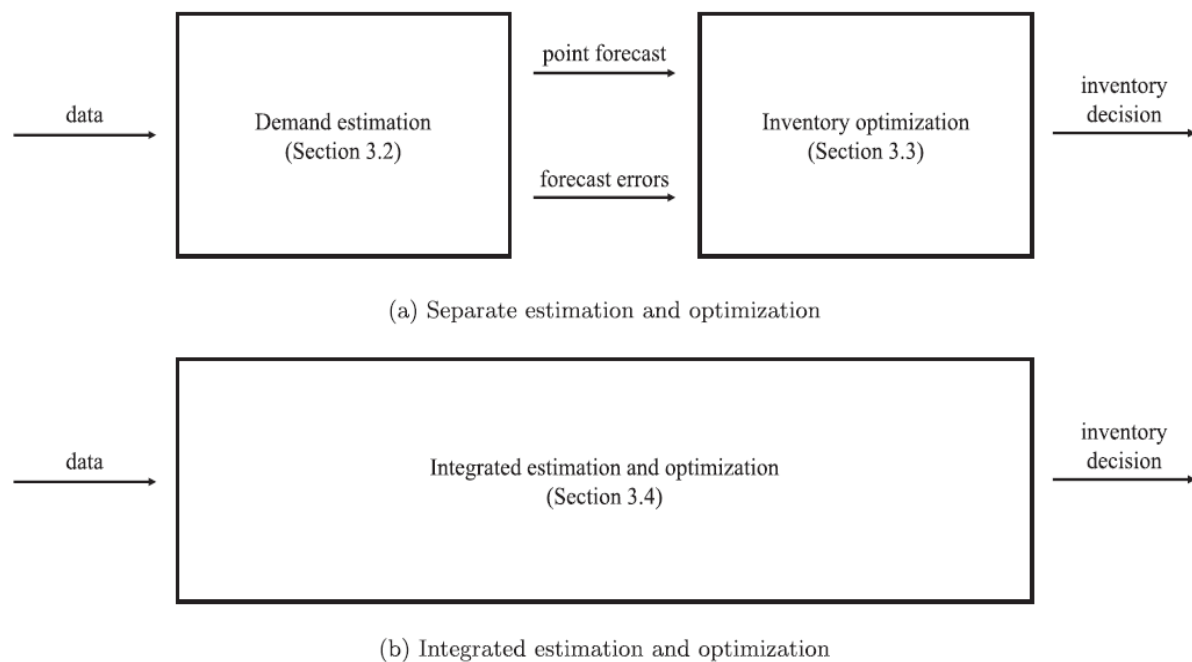 data
Demand estimation
(Section 3.2)
point forecast
forecast errors
Inventory optimization
(Section 3.3)
inventory
decision
(a) Separate estimation and optimization
data
Integrated estimation and optimization
(Section 3.4)
inventory
decision
(b) Integrated estimation and optimization